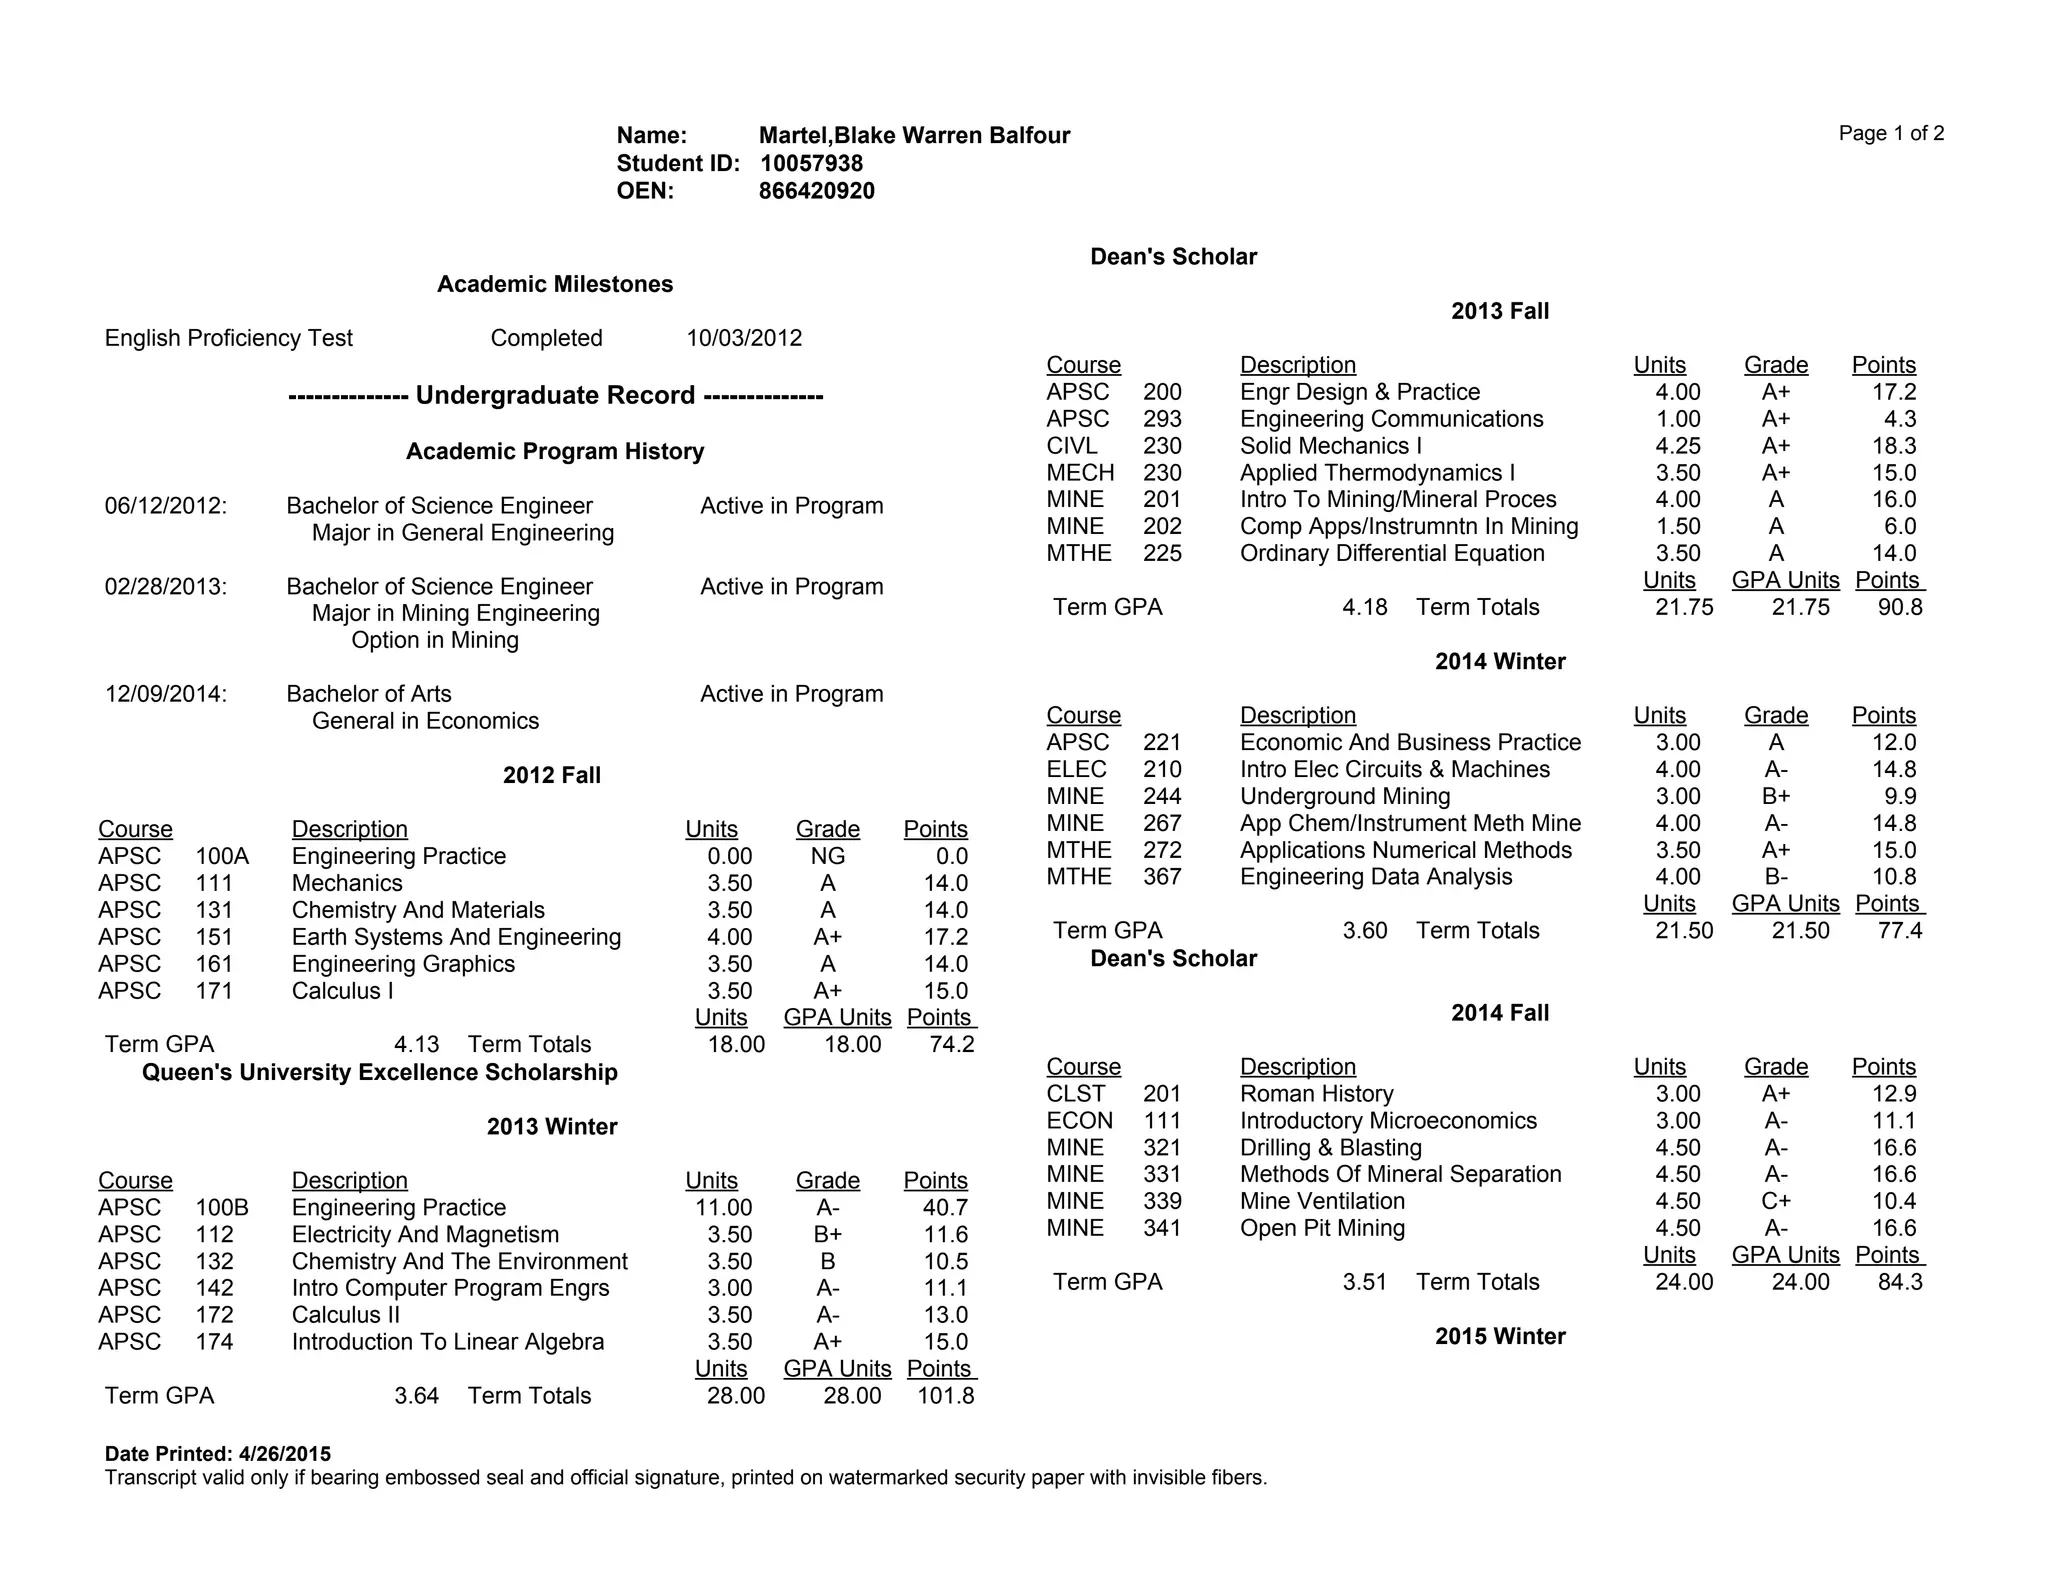 Name: Martel,Blake Warren Balfour
Student ID: 10057938
OEN: 866420920
Page 1 of 2
Academic Milestones
English Proficiency Test Completed 10/03/2012
-------------- Undergraduate Record --------------
Academic Program History
06/12/2012: Bachelor of Science Engineer Active in Program
Major in General Engineering
02/28/2013: Bachelor of Science Engineer Active in Program
Major in Mining Engineering
Option in Mining
12/09/2014: Bachelor of Arts Active in Program
General in Economics
2012 Fall
Course Description Units Grade Points
APSC 100A Engineering Practice 0.00 NG 0.0
APSC 111 Mechanics 3.50 A 14.0
APSC 131 Chemistry And Materials 3.50 A 14.0
APSC 151 Earth Systems And Engineering 4.00 A+ 17.2
APSC 161 Engineering Graphics 3.50 A 14.0
APSC 171 Calculus I 3.50 A+ 15.0
Units GPA Units Points
Term GPA 4.13 Term Totals 18.00 18.00 74.2
Queen's University Excellence Scholarship
2013 Winter
Course Description Units Grade Points
APSC 100B Engineering Practice 11.00 A- 40.7
APSC 112 Electricity And Magnetism 3.50 B+ 11.6
APSC 132 Chemistry And The Environment 3.50 B 10.5
APSC 142 Intro Computer Program Engrs 3.00 A- 11.1
APSC 172 Calculus II 3.50 A- 13.0
APSC 174 Introduction To Linear Algebra 3.50 A+ 15.0
Units GPA Units Points
Term GPA 3.64 Term Totals 28.00 28.00 101.8
Dean's Scholar
2013 Fall
Course Description Units Grade Points
APSC 200 Engr Design & Practice 4.00 A+ 17.2
APSC 293 Engineering Communications 1.00 A+ 4.3
CIVL 230 Solid Mechanics I 4.25 A+ 18.3
MECH 230 Applied Thermodynamics I 3.50 A+ 15.0
MINE 201 Intro To Mining/Mineral Proces 4.00 A 16.0
MINE 202 Comp Apps/Instrumntn In Mining 1.50 A 6.0
MTHE 225 Ordinary Differential Equation 3.50 A 14.0
Units GPA Units Points
Term GPA 4.18 Term Totals 21.75 21.75 90.8
2014 Winter
Course Description Units Grade Points
APSC 221 Economic And Business Practice 3.00 A 12.0
ELEC 210 Intro Elec Circuits & Machines 4.00 A- 14.8
MINE 244 Underground Mining 3.00 B+ 9.9
MINE 267 App Chem/Instrument Meth Mine 4.00 A- 14.8
MTHE 272 Applications Numerical Methods 3.50 A+ 15.0
MTHE 367 Engineering Data Analysis 4.00 B- 10.8
Units GPA Units Points
Term GPA 3.60 Term Totals 21.50 21.50 77.4
Dean's Scholar
2014 Fall
Course Description Units Grade Points
CLST 201 Roman History 3.00 A+ 12.9
ECON 111 Introductory Microeconomics 3.00 A- 11.1
MINE 321 Drilling & Blasting 4.50 A- 16.6
MINE 331 Methods Of Mineral Separation 4.50 A- 16.6
MINE 339 Mine Ventilation 4.50 C+ 10.4
MINE 341 Open Pit Mining 4.50 A- 16.6
Units GPA Units Points
Term GPA 3.51 Term Totals 24.00 24.00 84.3
2015 Winter
Date Printed: 4/26/2015
Transcript valid only if bearing embossed seal and official signature, printed on watermarked security paper with invisible fibers.